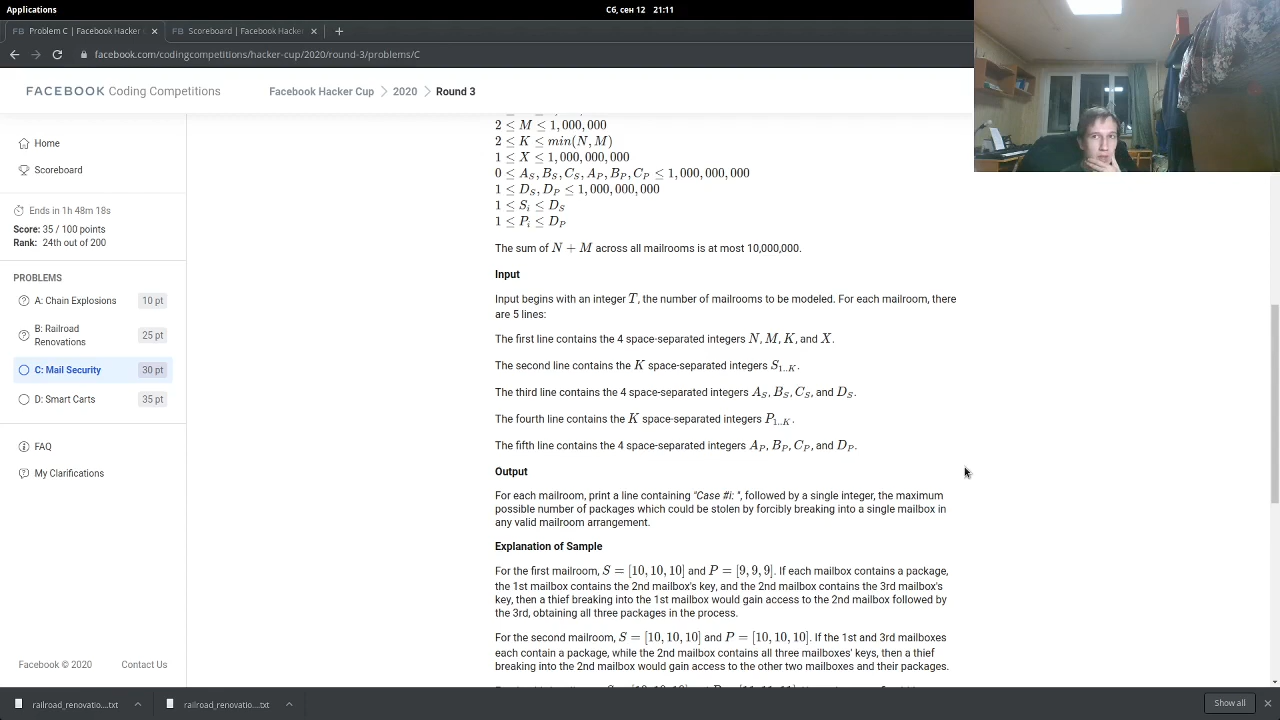 Applications
Сб, сен 12 21:11
Problem C | Facebook Hacker
Scoreboard | Facebook Hacker
facebook.com/codingcompetitions/hacker-cup/2020/round-3/problems/C
FACEBOOK Coding Competitions
Facebook Hacker Cup
2020
Round 3
Home
Scoreboard
Ends in 1h 48m 18s
Score: 35 / 100 points
Rank: 24th out of 200
PROBLEMS
A: Chain Explosions 10 pt
B: Railroad Renovations 25 pt
C: Mail Security 30 pt
D: Smart Carts 35 pt
FAQ
My Clarifications
Facebook © 2020 Contact Us
2 ≤ M ≤ 1,000,000
2 ≤ K ≤ min(N, M)
1 ≤ X ≤ 1,000,000,000
0 ≤ A_S, B_S, C_S, A_P, B_P, C_P ≤ 1,000,000,000
1 ≤ D_S, D_P ≤ 1,000,000,000
1 ≤ S_i ≤ D_S
1 ≤ P_i ≤ D_P
The sum of N + M across all mailrooms is at most 10,000,000.
Input
Input begins with an integer T, the number of mailrooms to be modeled. For each mailroom, there
are 5 lines:
The first line contains the 4 space-separated integers N, M, K, and X.
The second line contains the K space-separated integers S_{1..K}.
The third line contains the 4 space-separated integers A_S, B_S, C_S, and D_S.
The fourth line contains the K space-separated integers P_{1..K}.
The fifth line contains the 4 space-separated integers A_P, B_P, C_P, and D_P.
Output
For each mailroom, print a line containing "Case #i: ", followed by a single integer, the maximum
possible number of packages which could be stolen by forcibly breaking into a single mailbox in
any valid mailroom arrangement.
Explanation of Sample
For the first mailroom, S = [10, 10, 10] and P = [9, 9, 9]. If each mailbox contains a package,
the 1st mailbox contains the 2nd mailbox's key, and the 2nd mailbox contains the 3rd mailbox's
key, then a thief breaking into the 1st mailbox would gain access to the 2nd mailbox followed by
the 3rd, obtaining all three packages in the process.
For the second mailroom, S = [10, 10, 10] and P = [10, 10, 10]. If the 1st and 3rd mailboxes
each contain a package, while the 2nd mailbox contains all three mailboxes' keys, then a thief
breaking into the 2nd mailbox would gain access to the other two mailboxes and their packages.
railroad_renovatio....txt
railroad_renovatio....txt
Show all